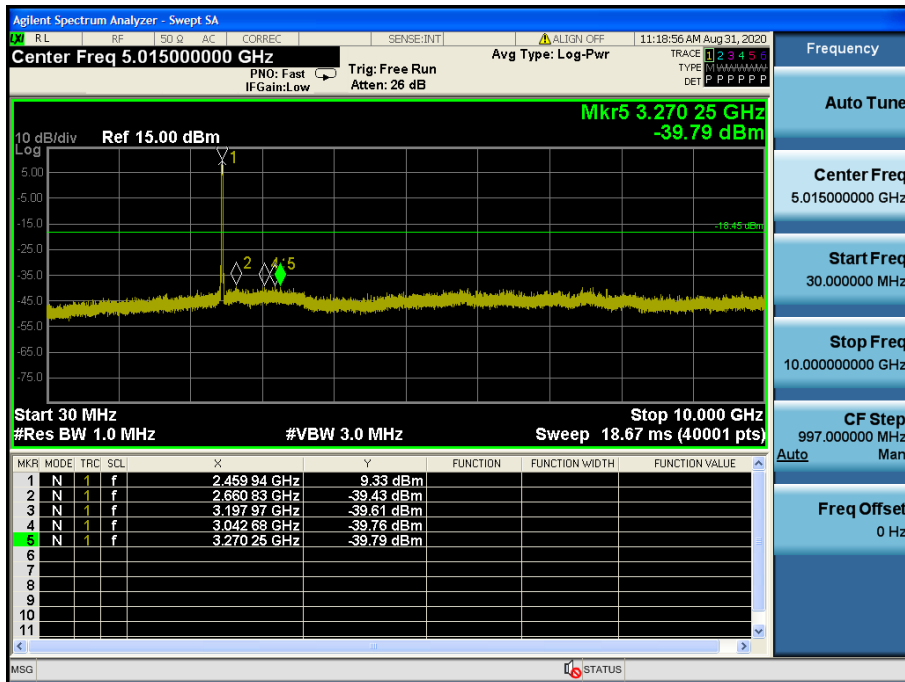 Agilent Spectrum Analyzer - Swept SA
LXI RL RF 50 Ω AC CORREC SENSE:INT ALIGN OFF 11:18:56 AM Aug 31, 2020
Center Freq 5.015000000 GHz
PNO: Fast
IFGain:Low
Trig: Free Run
Atten: 26 dB
Avg Type: Log-Pwr
TRACE 1 2 3 4 5 6
TYPE M WWWWW
DET P P P P P P
Mkr5 3.270 25 GHz
-39.79 dBm
10 dB/div Ref 15.00 dBm
Log
5.00
-5.00
-15.0
-25.0
-35.0
-45.0
-55.0
-65.0
-75.0
1
2
4
5
-18.45 dBm
Start 30 MHz Stop 10.000 GHz
#Res BW 1.0 MHz #VBW 3.0 MHz Sweep 18.67 ms (40001 pts)
MKR MODE TRC SCL X Y FUNCTION FUNCTION WIDTH FUNCTION VALUE
1 N 1 f 2.459 94 GHz 9.33 dBm
2 N 1 f 2.660 83 GHz -39.43 dBm
3 N 1 f 3.197 97 GHz -39.61 dBm
4 N 1 f 3.042 68 GHz -39.76 dBm
5 N 1 f 3.270 25 GHz -39.79 dBm
6
7
8
9
10
11
MSG STATUS
Frequency
Auto Tune
Center Freq
5.015000000 GHz
Start Freq
30.000000 MHz
Stop Freq
10.000000000 GHz
CF Step
997.000000 MHz
Auto Man
Freq Offset
0 Hz